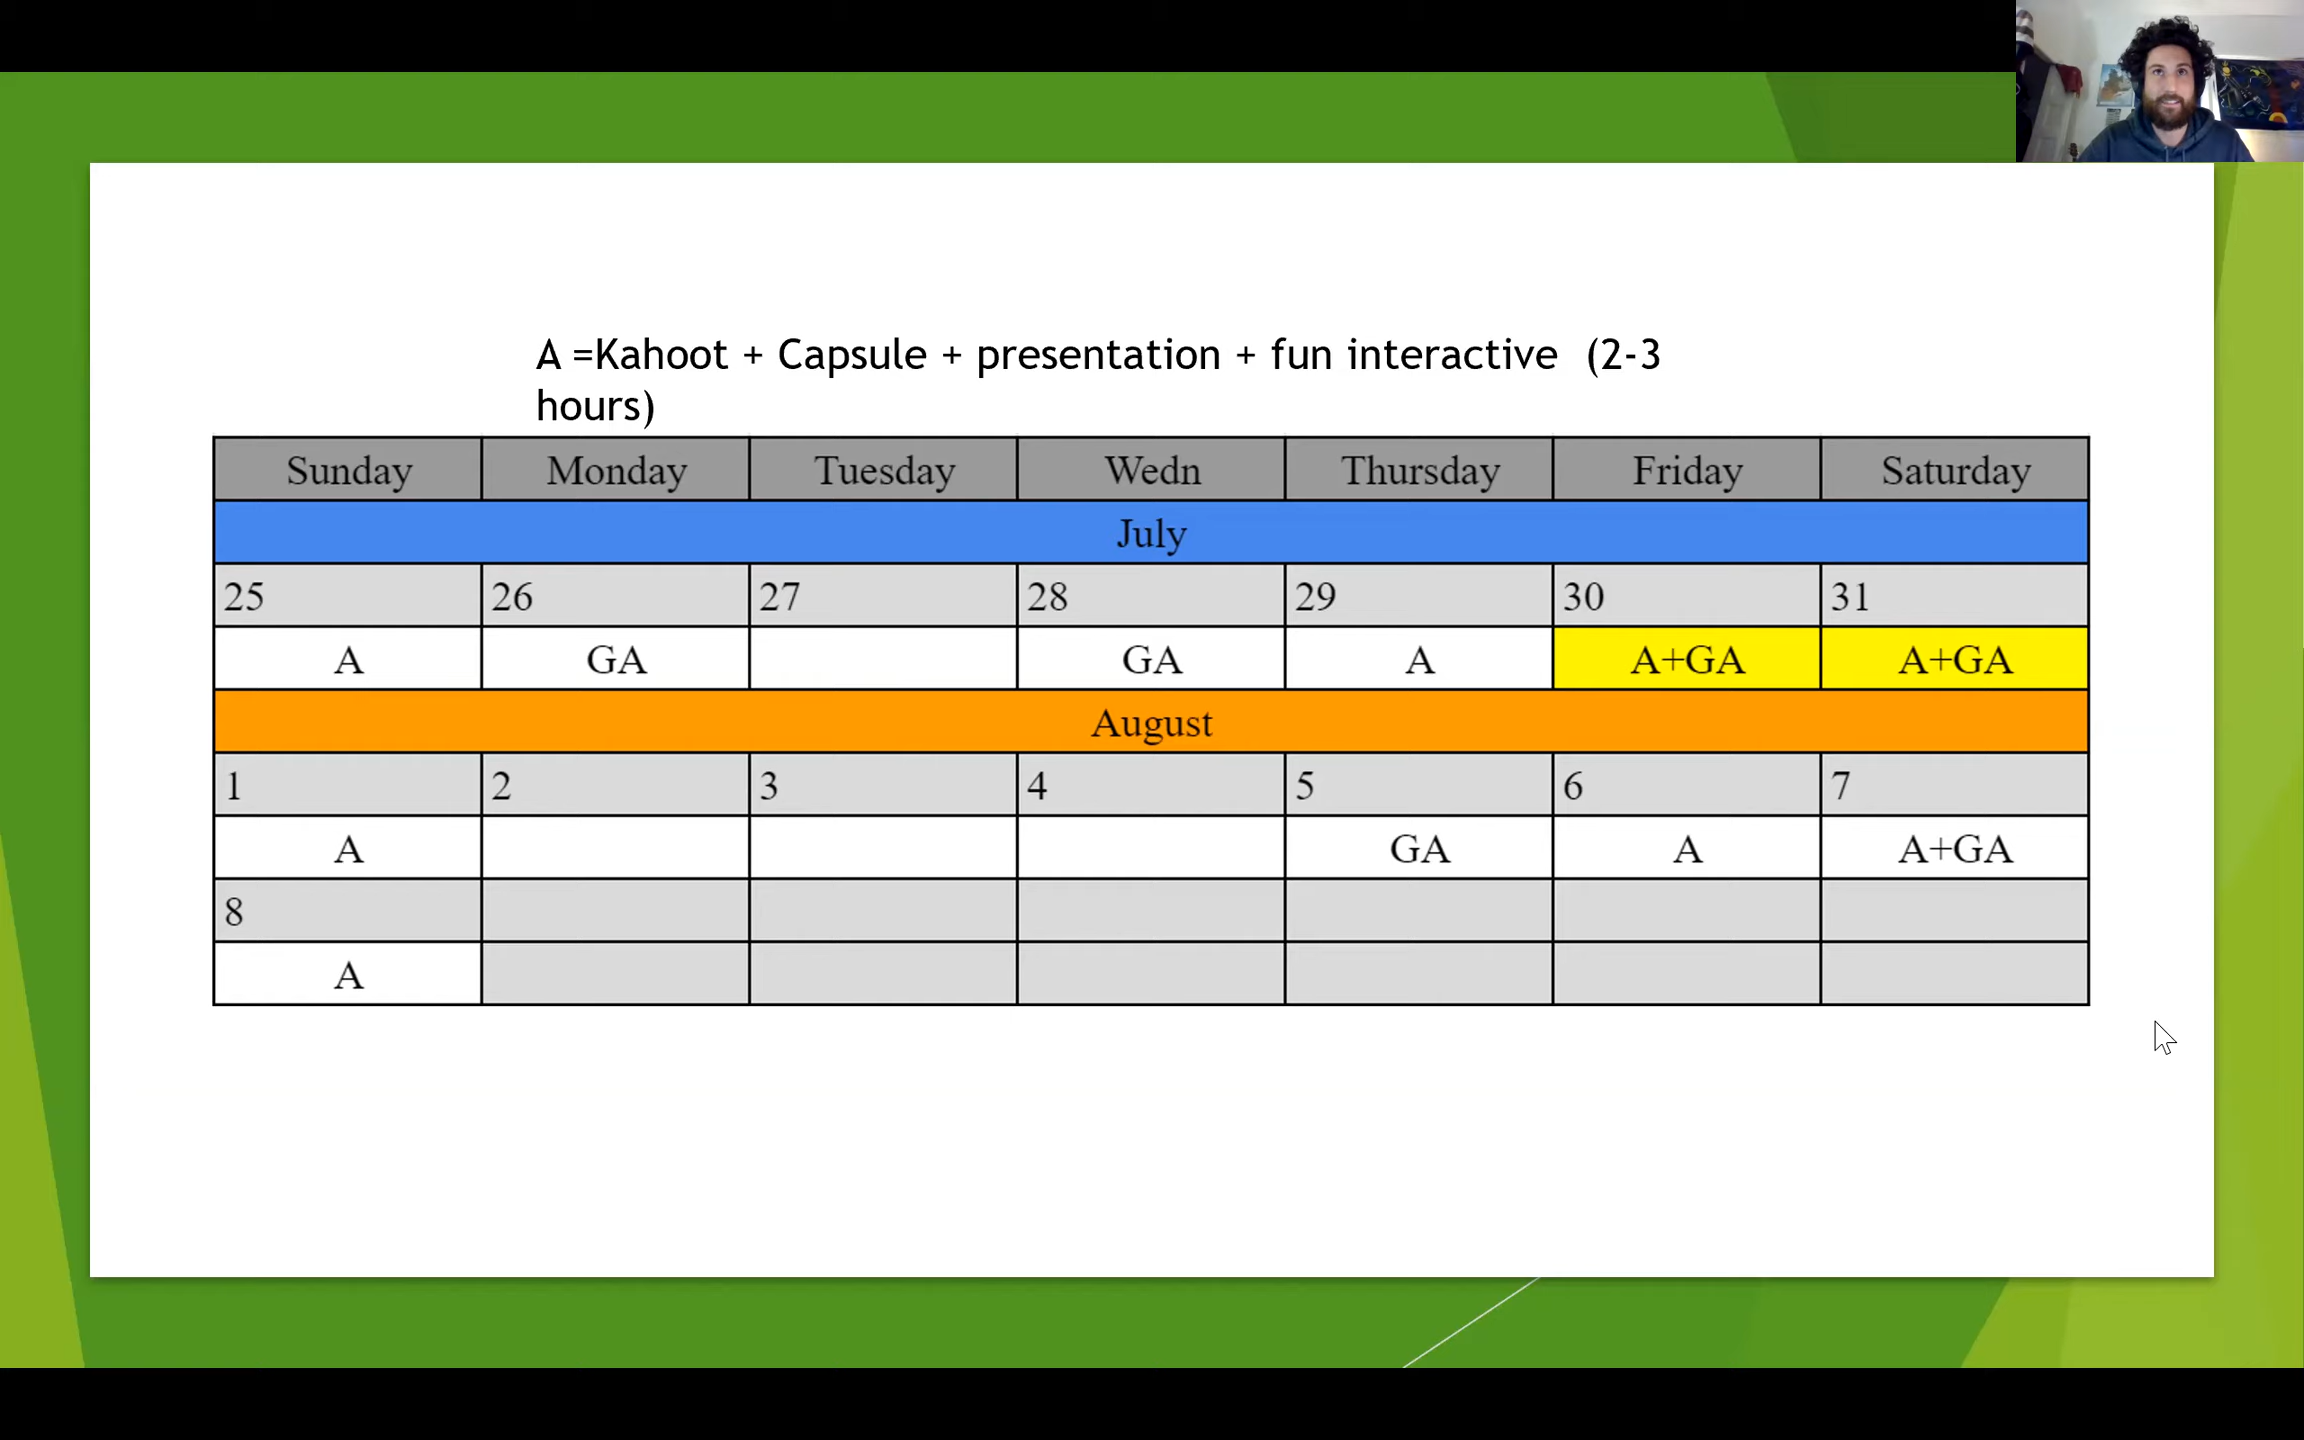 A =Kahoot + Capsule + presentation + fun interactive  (2-3
hours)
Sunday Monday Tuesday Wedn Thursday Friday Saturday
July
25 26 27 28 29 30 31
A GA GA A A+GA A+GA
August
1 2 3 4 5 6 7
A GA A A+GA
8
A